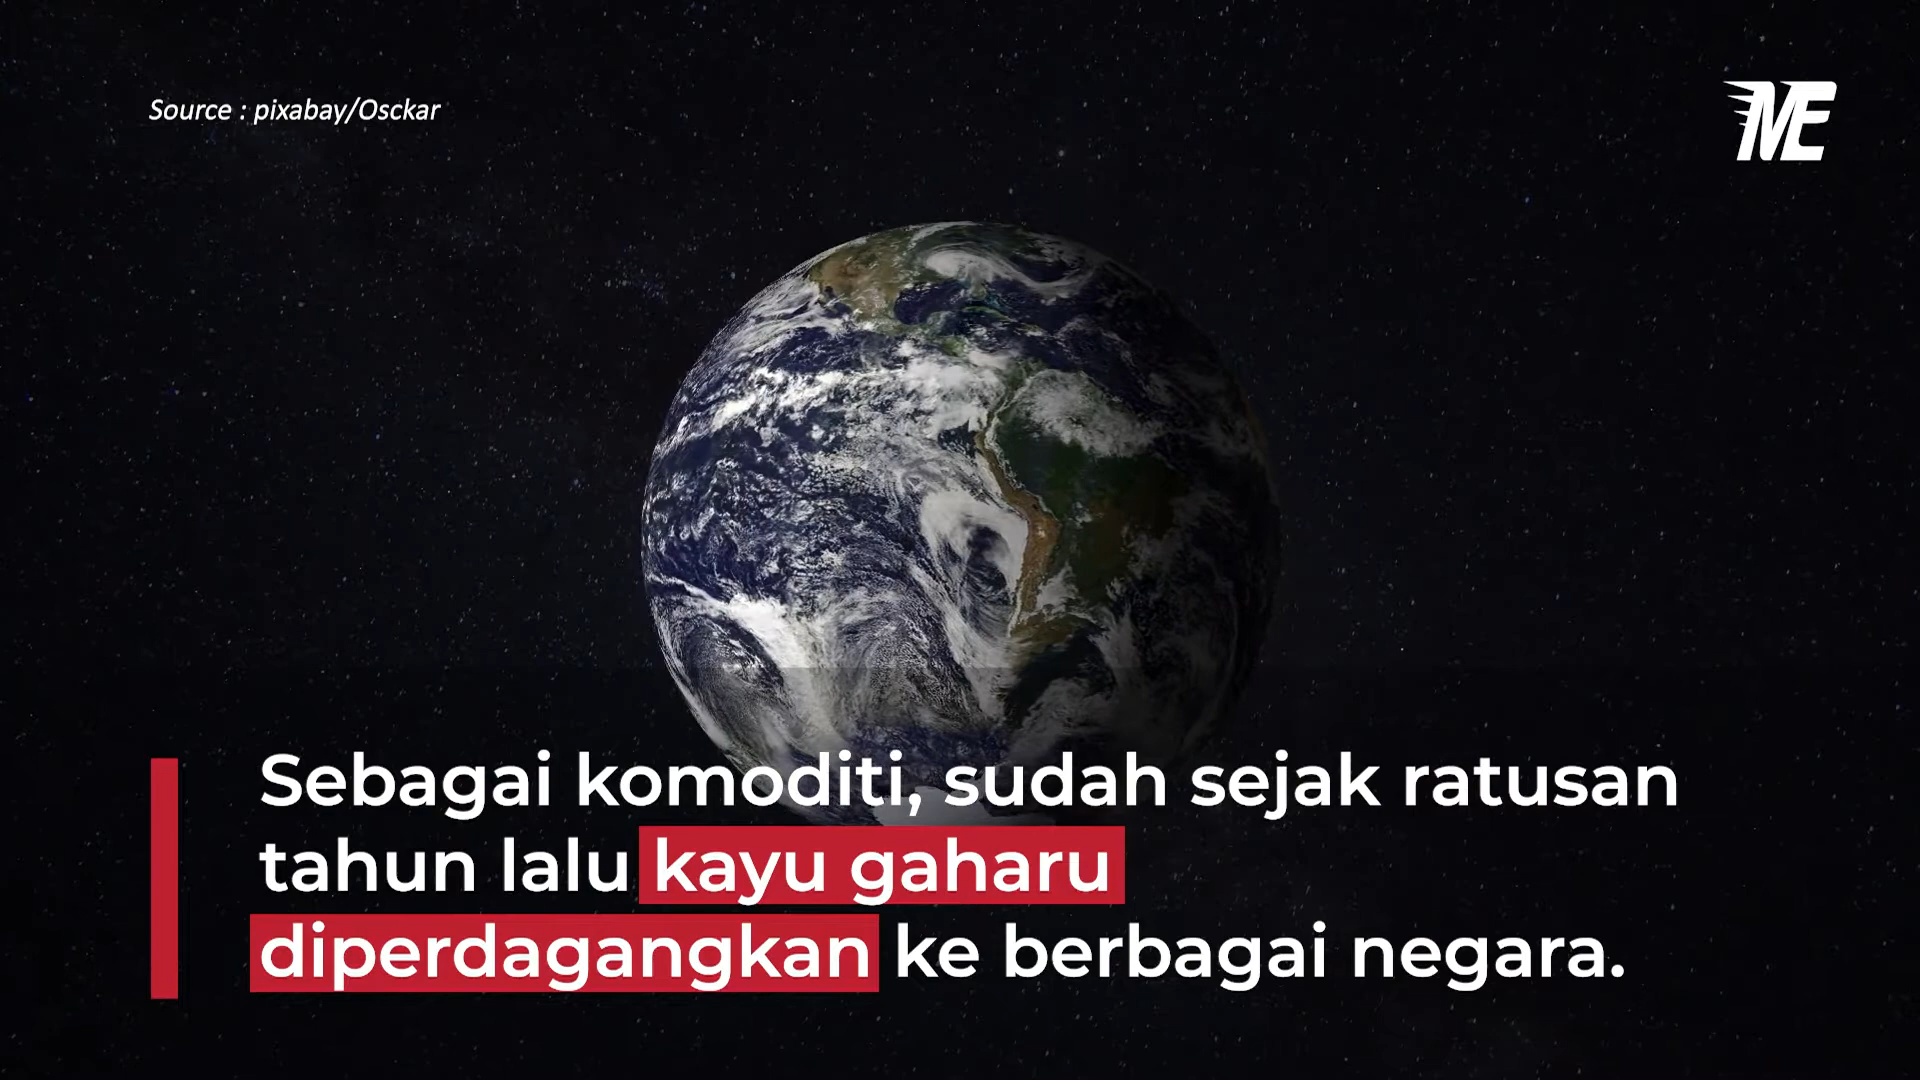 Source : pixabay/Osckar
ME
Sebagai komoditi, sudah sejak ratusan
tahun lalu kayu gaharu
diperdagangkan ke berbagai negara.